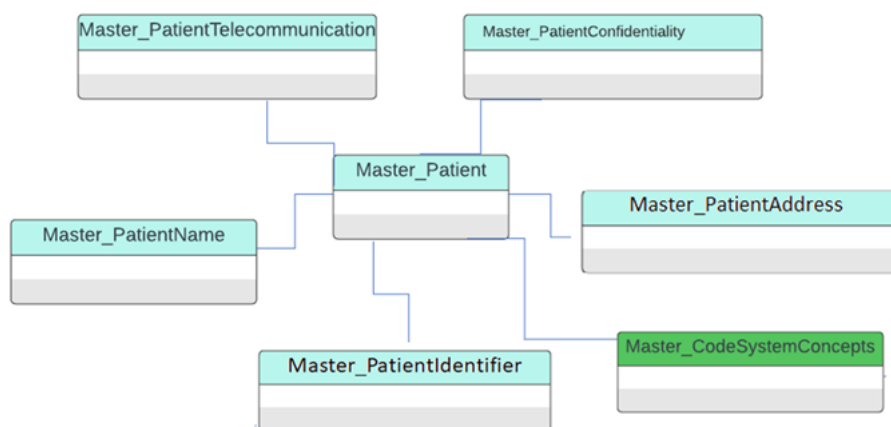 Master_PatientTelecommunication
Master_PatientConfidentiality
Master_Patient
Master_PatientAddress
Master_PatientName
Master_CodeSystemConcepts
Master_PatientIdentifier